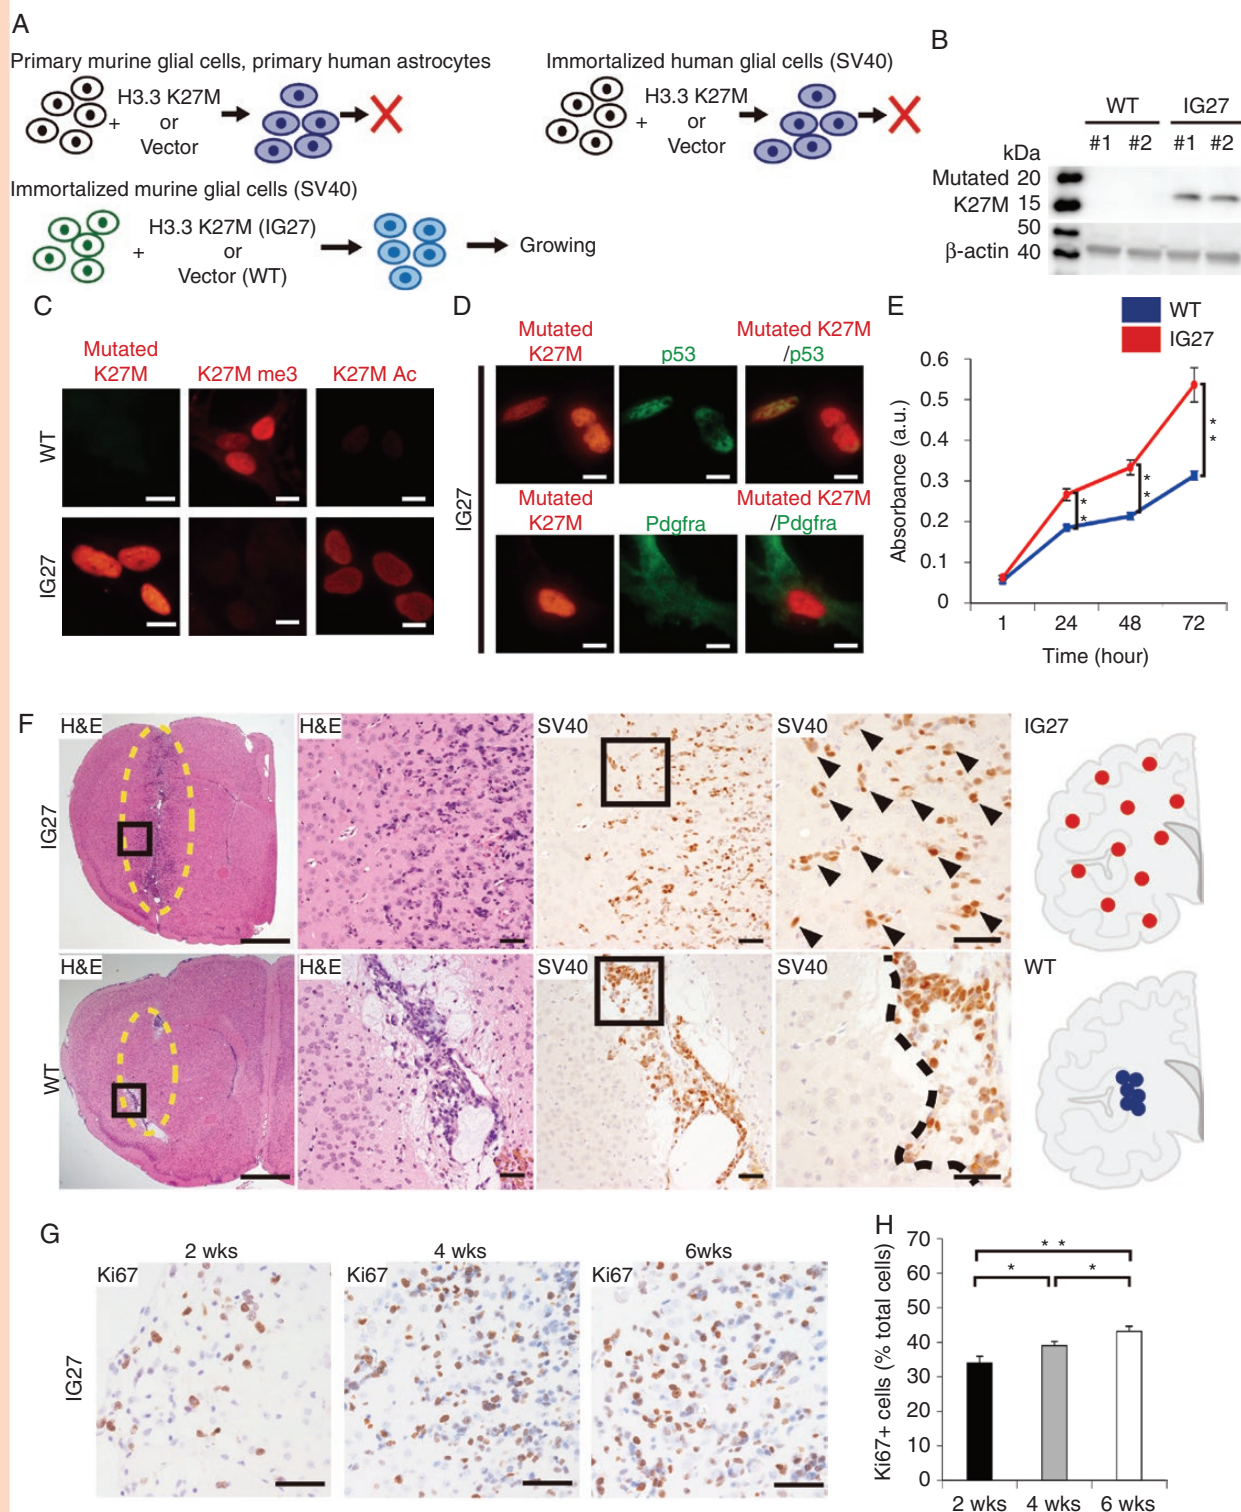 A
Primary murine glial cells, primary human astrocytes
+
H3.3 K27M
or
Vector
Immortalized human glial cells (SV40)
+
H3.3 K27M
or
Vector
Immortalized murine glial cells (SV40)
+
H3.3 K27M (IG27)
or
Vector (WT)
Growing
B
WT IG27
#1 #2 #1 #2
kDa
Mutated 20
K27M 15
50
β-actin 40
C
Mutated
K27M
K27M me3
K27M Ac
WT
IG27
D
Mutated
K27M
p53
Mutated K27M
/p53
IG27
Mutated
K27M
Pdgfra
Mutated K27M
/Pdgfra
E
WT
IG27
Absorbance (a.u.)
0.6
0.5
0.4
0.3
0.2
0.1
0
* *
* *
* *
1 24 48 72
Time (hour)
F
IG27
H&E
H&E
SV40
SV40
IG27
WT
H&E
H&E
SV40
SV40
WT
G
2 wks 4 wks 6wks
IG27
Ki67
Ki67
Ki67
H
Ki67+ cells (% total cells)
70
60
50
40
30
20
10
0
* *
* *
2 wks 4 wks 6 wks